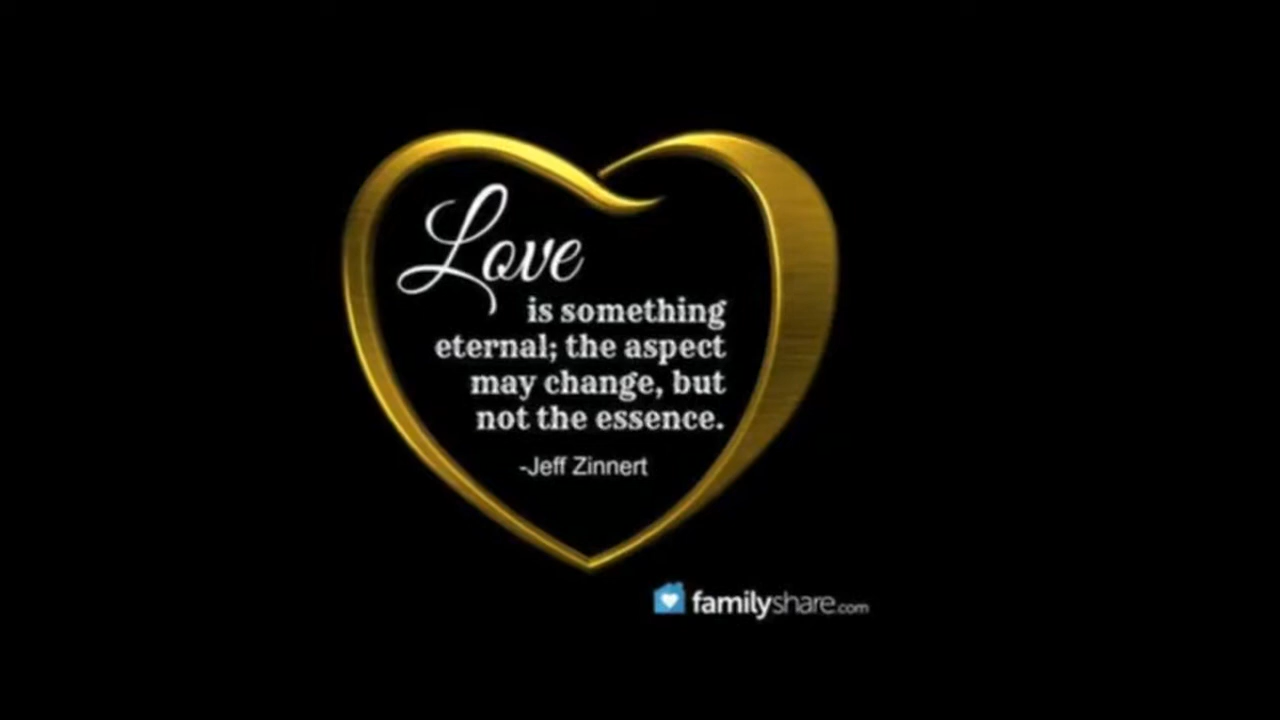 Love
is something
eternal; the aspect
may change, but
not the essence.
-Jeff Zinnert
familyshare.com